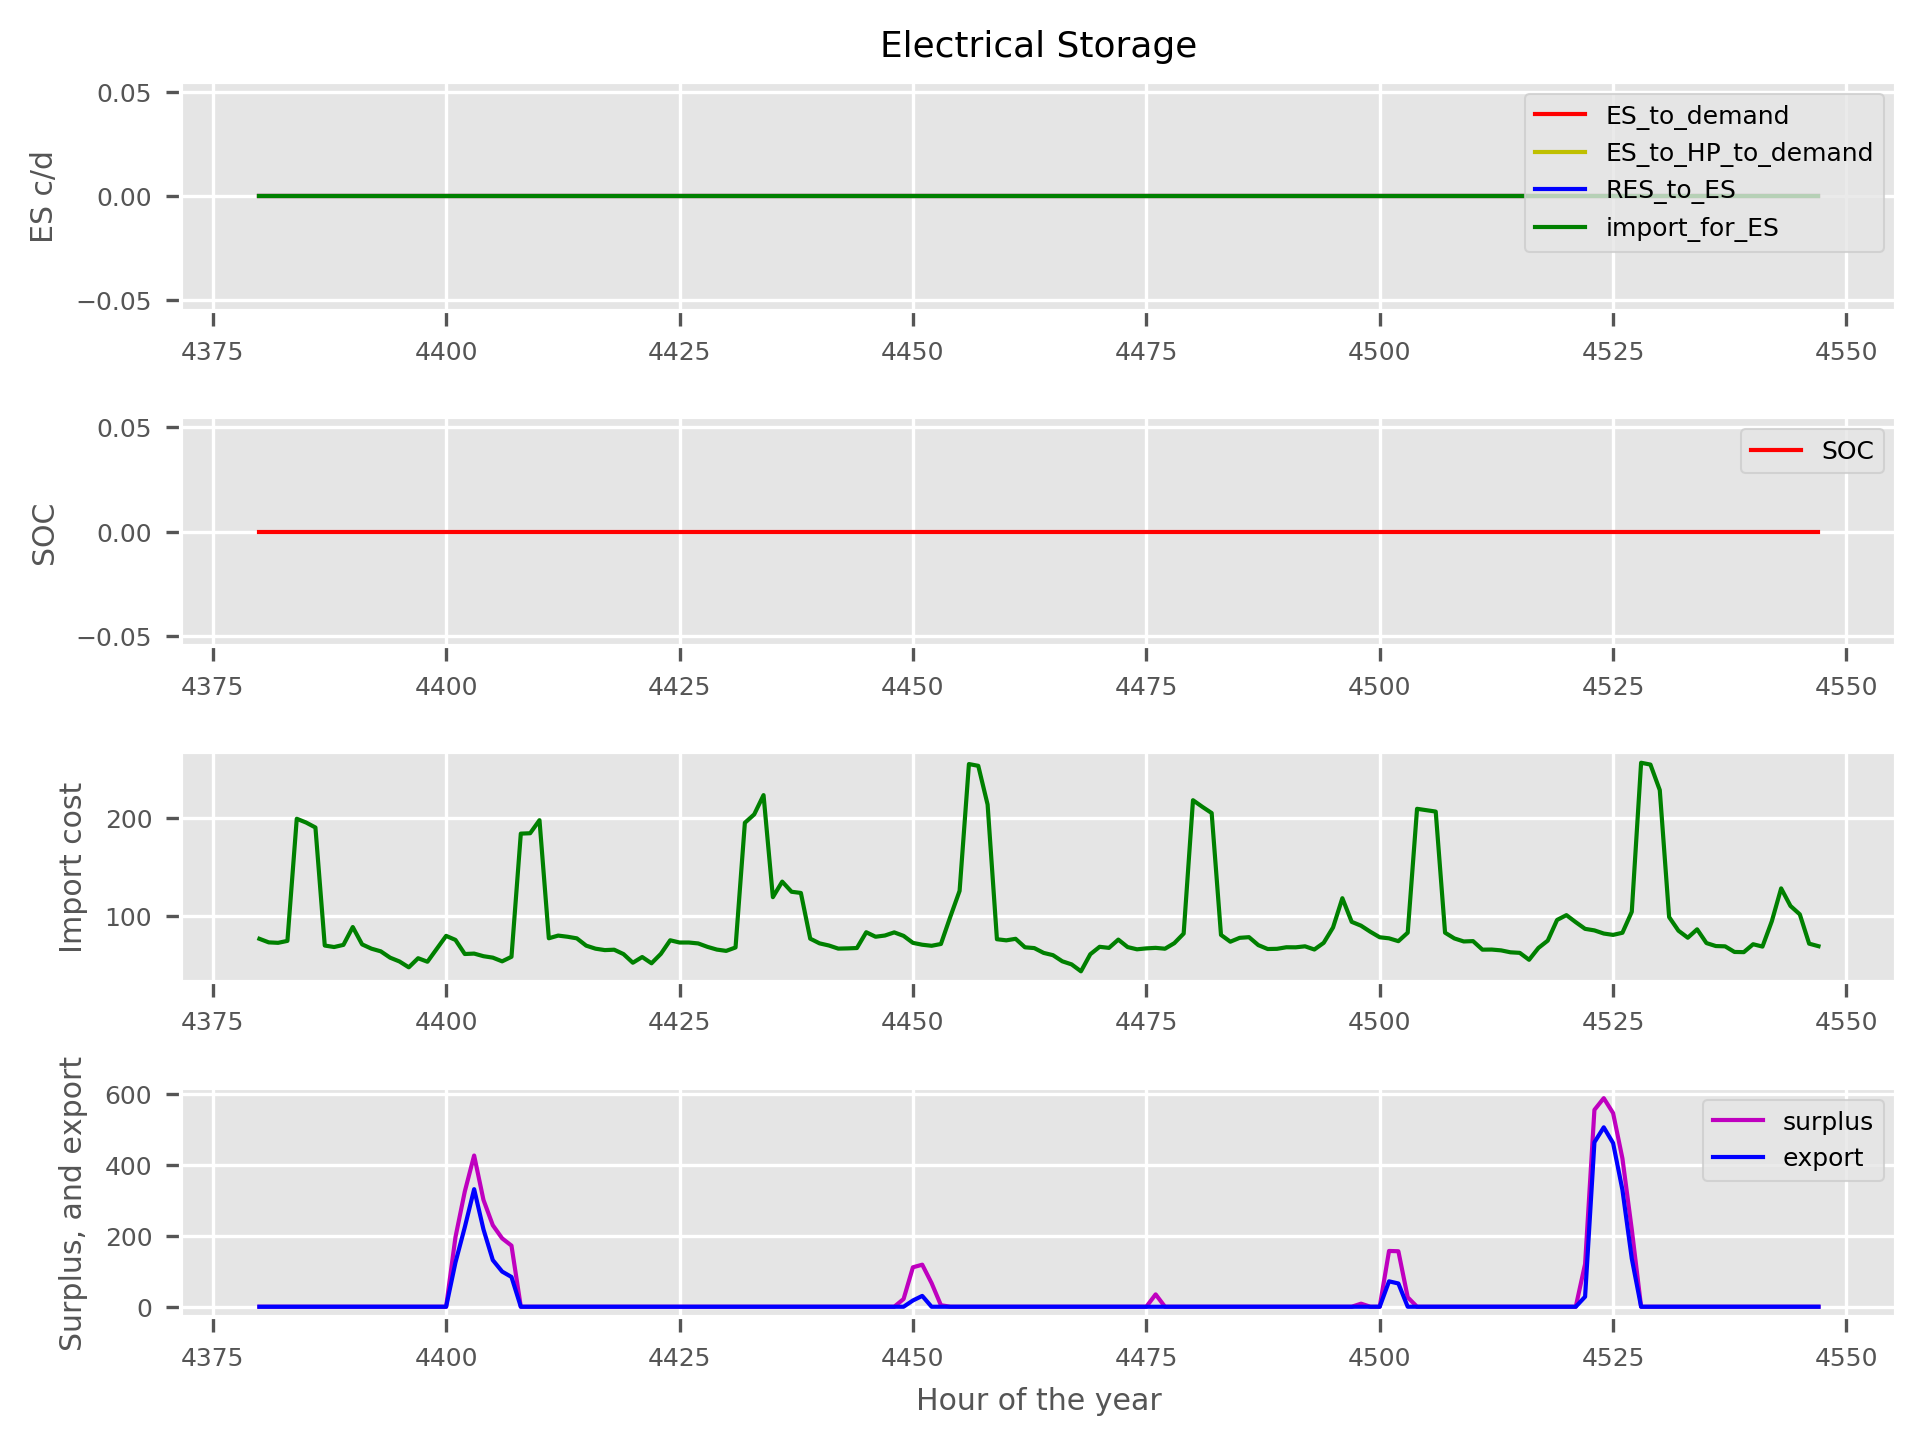 Electrical Storage
ES c/d
0.05
0.00
−0.05
ES_to_demand
ES_to_HP_to_demand
RES_to_ES
import_for_ES
4375 4400 4425 4450 4475 4500 4525 4550
SOC
0.05
0.00
−0.05
SOC
4375 4400 4425 4450 4475 4500 4525 4550
Import cost
200
100
4375 4400 4425 4450 4475 4500 4525 4550
Surplus, and export
600
400
200
0
surplus
export
4375 4400 4425 4450 4475 4500 4525 4550
Hour of the year